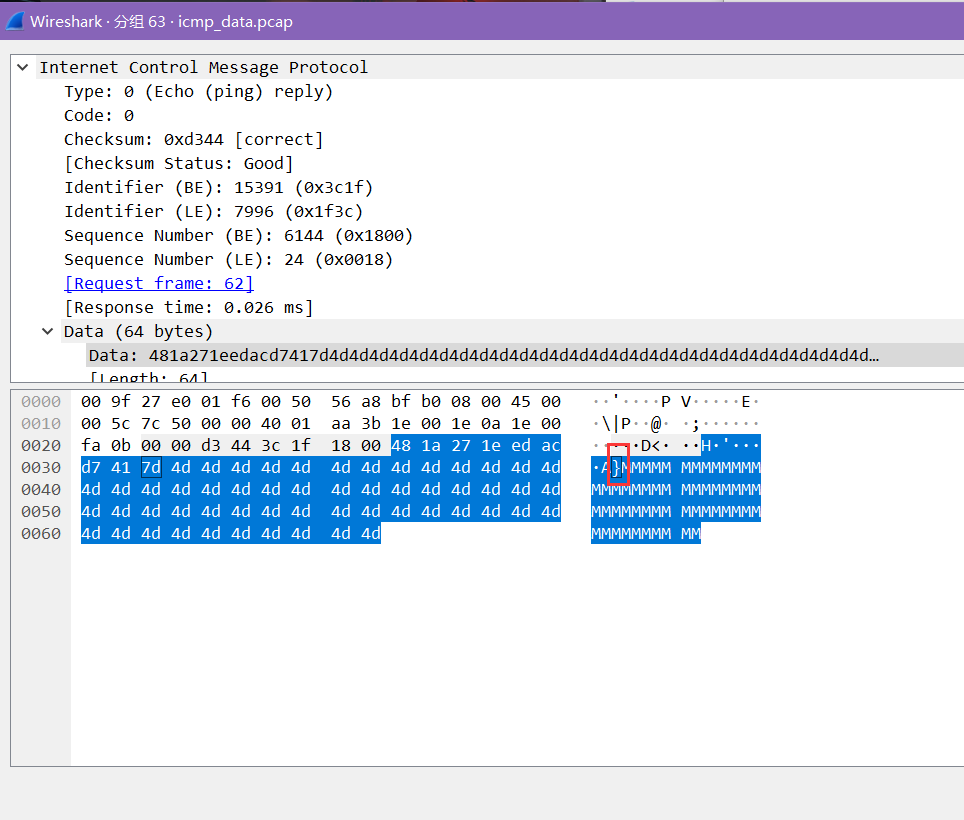 Wireshark · 分组 63 · icmp_data.pcap
Internet Control Message Protocol
Type: 0 (Echo (ping) reply)
Code: 0
Checksum: 0xd344 [correct]
[Checksum Status: Good]
Identifier (BE): 15391 (0x3c1f)
Identifier (LE): 7996 (0x1f3c)
Sequence Number (BE): 6144 (0x1800)
Sequence Number (LE): 24 (0x0018)
[Request frame: 62]
[Response time: 0.026 ms]
Data (64 bytes)
Data: 481a271eedacd7417d4d4d4d4d4d4d4d4d4d4d4d4d4d4d4d4d4d4d4d4d4d4d4d4d4d4d4d…
[Length: 64]
0000 00 9f 27 e0 01 f6 00 50 56 a8 bf b0 08 00 45 00 ··'····P V·····E·
0010 00 5c 7c 50 00 00 40 01 aa 3b 1e 00 1e 0a 1e 00 ·\|P··@· ·;······
0020 fa 0b 00 00 d3 44 3c 1f 18 00 48 1a 27 1e ed ac ·····D<· ··H·'···
0030 d7 41 7d 4d 4d 4d 4d 4d 4d 4d 4d 4d 4d 4d 4d 4d ·A}MMMMM MMMMMMMM
0040 4d 4d 4d 4d 4d 4d 4d 4d 4d 4d 4d 4d 4d 4d 4d 4d MMMMMMMM MMMMMMMM
0050 4d 4d 4d 4d 4d 4d 4d 4d 4d 4d 4d 4d 4d 4d 4d 4d MMMMMMMM MMMMMMMM
0060 4d 4d 4d 4d 4d 4d 4d 4d 4d 4d MMMMMMMM MM